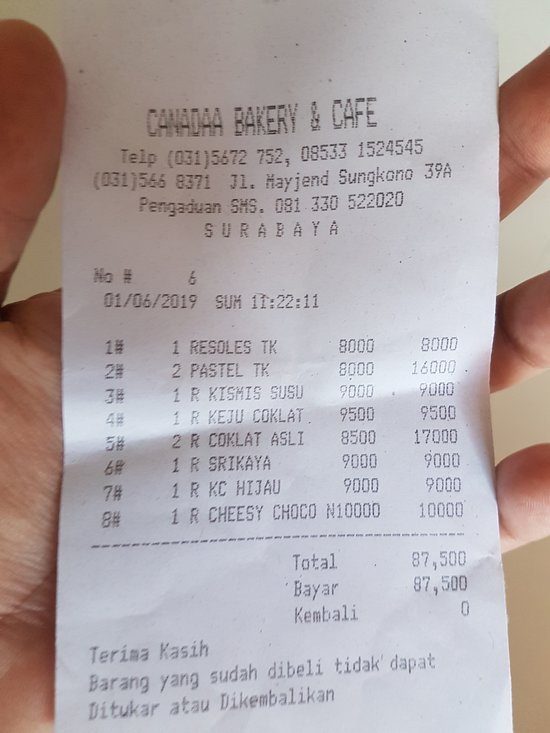 CANADAA BAKERY & CAFE
Telp (031)5672 752, 08533 1524545
(031)566 8371 Jl. Mayjend Sungkono 39A
Pengaduan SMS. 081 330 522020
S U R A B A Y A
No # 6
01/06/2019 SUM 11:22:11
1# 1 RESOLES TK 8000 8000
2# 2 PASTEL TK 8000 16000
3# 1 R KISMIS SUSU 9000 9000
4# 1 R KEJU COKLAT 9500 9500
5# 2 R COKLAT ASLI 8500 17000
6# 1 R SRIKAYA 9000 9000
7# 1 R KC HIJAU 9000 9000
8# 1 R CHEESY CHOCO N10000 10000
Total 87,500
Bayar 87,500
Kembali 0
Terima Kasih
Barang yang sudah dibeli tidak dapat
Ditukar atau Dikembalikan